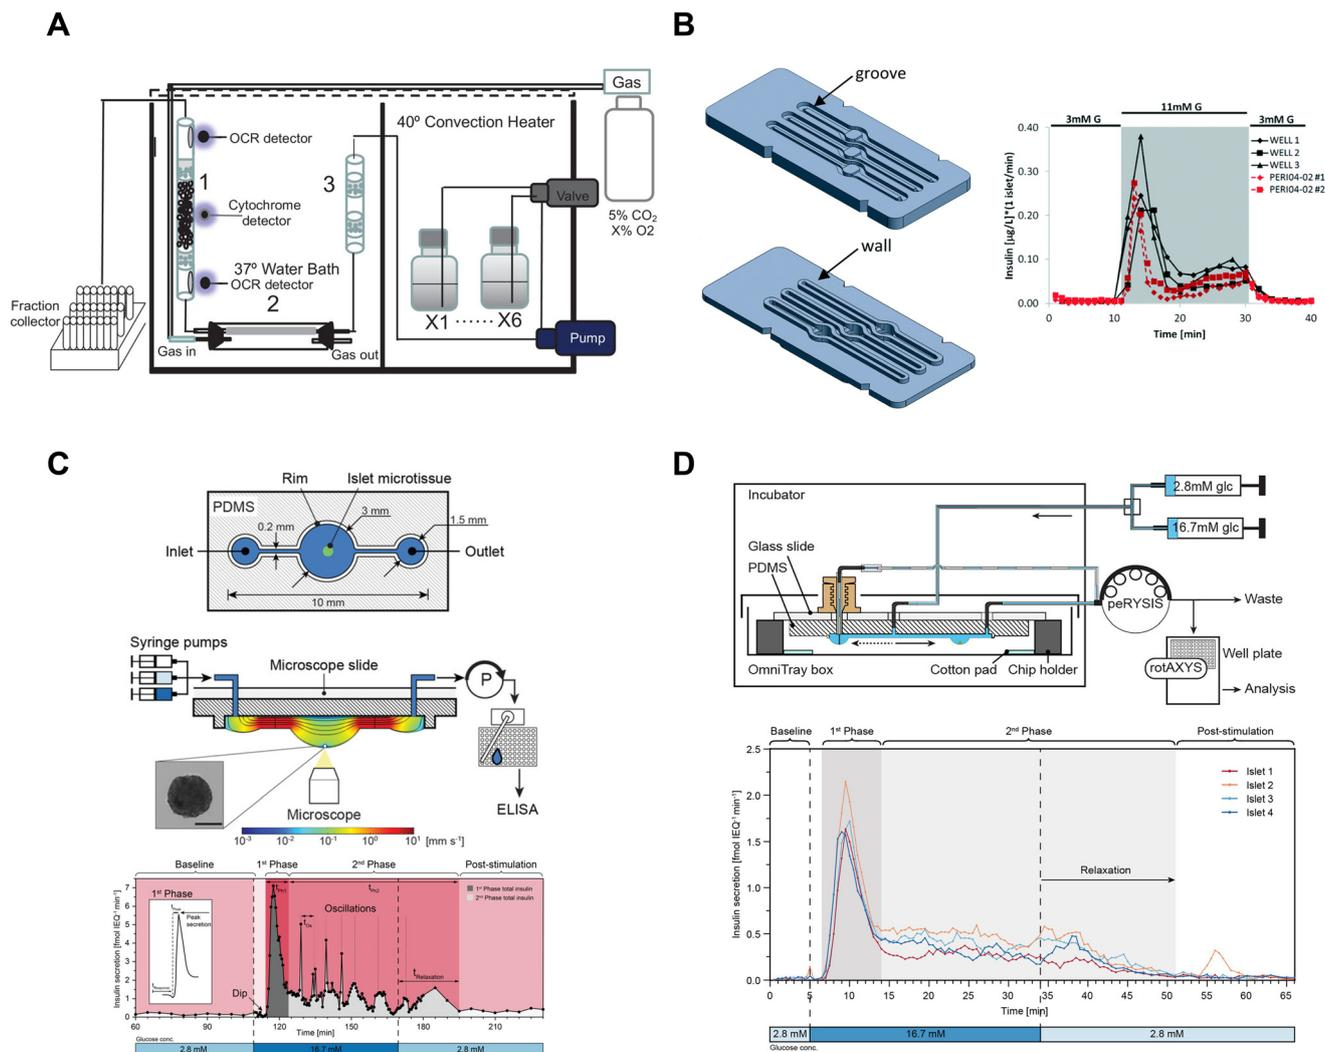 A
Gas
OCR detector
40º Convection Heater
1
3
Cytochrome
detector
Valve
5% CO₂
X% O2
37º Water Bath
OCR detector
2
Fraction
collector
X1 ······ X6
Gas in
Gas out
Pump
B
groove
wall
11mM G
3mM G
3mM G
0.40
0.30
0.20
0.10
0.00
Insulin [µg/L]*(1 islet/min)
WELL 1
WELL 2
WELL 3
PERI04-02 #1
PERI04-02 #2
0 10 20 30 40
Time [min]
C
Rim
Islet microtissue
PDMS
3 mm
0.2 mm
1.5 mm
Inlet
Outlet
10 mm
Syringe pumps
Microscope slide
P
ELISA
Microscope
10⁻³ 10⁻² 10⁻¹ 10⁰ 10¹ [mm s⁻¹]
Baseline 1ˢᵗ Phase 2ⁿᵈ Phase Post-stimulation
7
6
5
4
3
2
1
0
Insulin secretion [fmol IEQ⁻¹ min⁻¹]
1ˢᵗ Phase
Peak
secretion
Dip
Oscillations
1ˢᵗ Phase total insulin
2ⁿᵈ Phase total insulin
tRelaxation
60 90 120 150 180 210
Time [min]
Glucose conc.
2.8 mM 16.7 mM 2.8 mM
D
Incubator
2.8mM glc
16.7mM glc
Glass slide
PDMS
peRYSIS
Waste
Well plate
rotAXYS
Analysis
OmniTray box
Cotton pad
Chip holder
Baseline 1ˢᵗ Phase 2ⁿᵈ Phase Post-stimulation
2.5
2.0
1.5
1.0
0.5
0.0
Insulin secretion [fmol IEQ⁻¹ min⁻¹]
Islet 1
Islet 2
Islet 3
Islet 4
Relaxation
0 5 10 15 20 25 30 35 40 45 50 55 60 65
Time [min]
2.8 mM 16.7 mM 2.8 mM
Glucose conc.